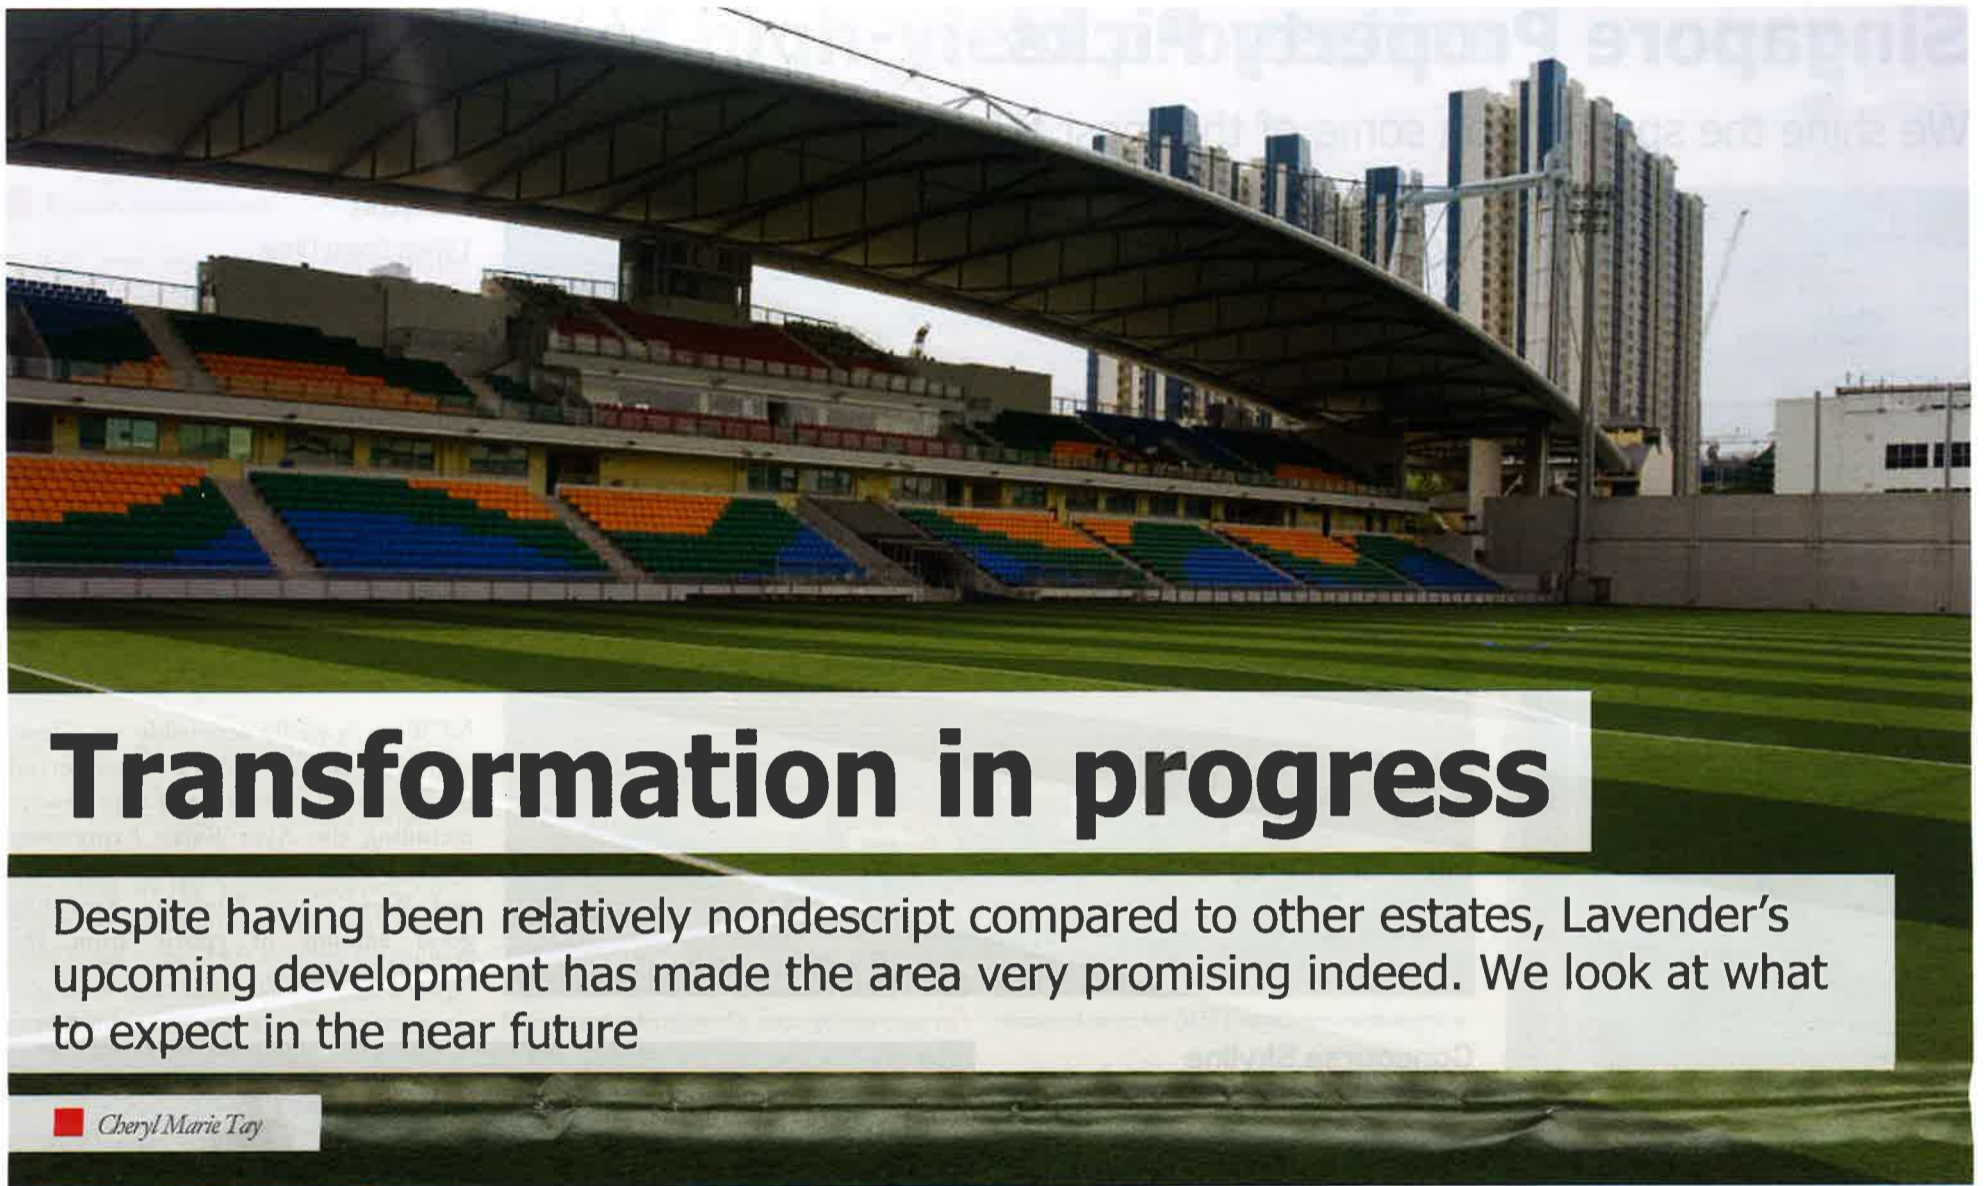 Transformation in progress
Despite having been relatively nondescript compared to other estates, Lavender's
upcoming development has made the area very promising indeed. We look at what
to expect in the near future
Cheryl Marie Tay